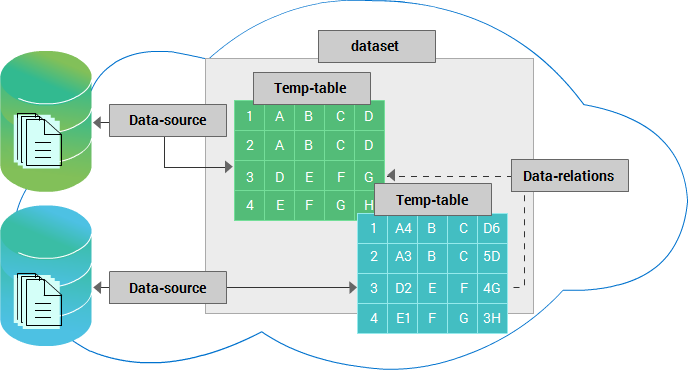 dataset
Temp-table
1 A B C D
Data-source
2 A B C D
3 D E F G
Data-relations
4 E F G H
Temp-table
1 A4 B C D6
2 A3 B C 5D
Data-source
3 D2 E F 4G
4 E1 F G 3H